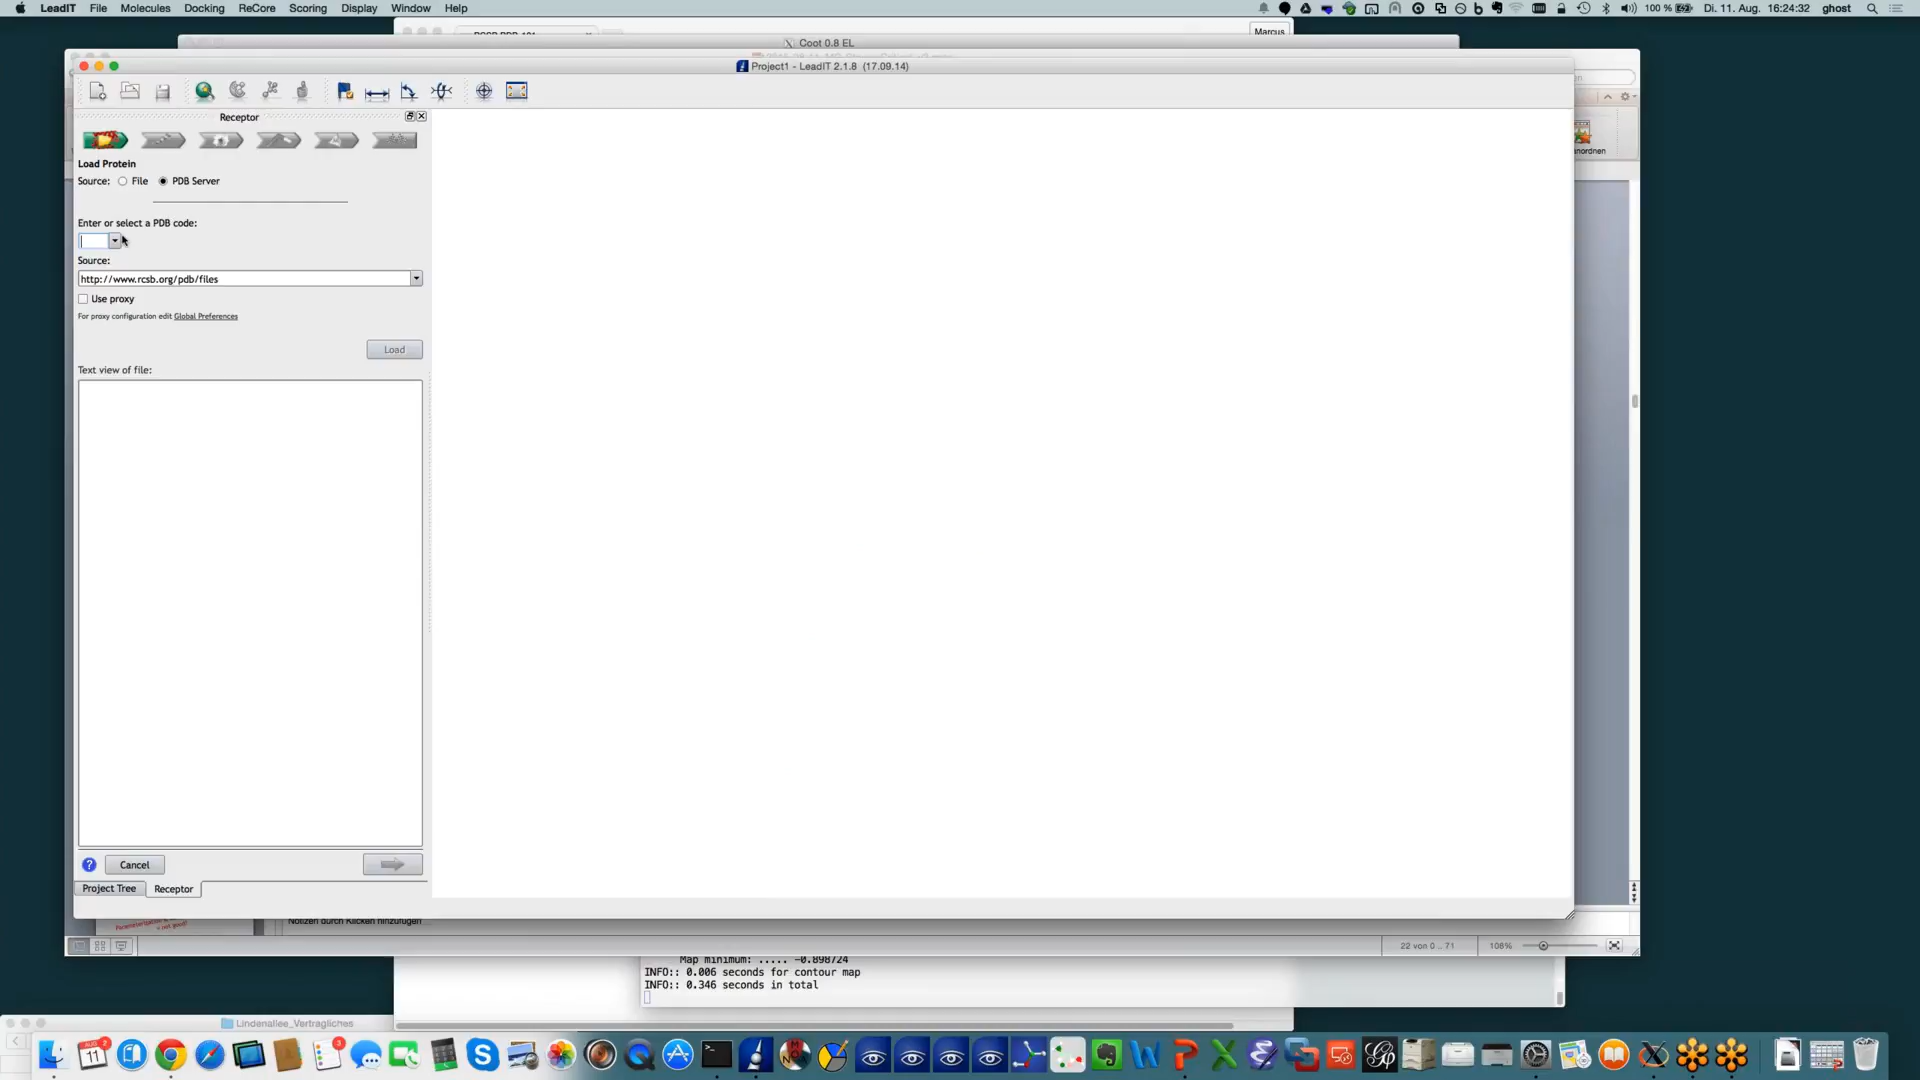 LeadIT File Molecules Docking ReCore Scoring Display Window Help
100 % Di. 11. Aug. 16:24:32 ghost
Marcus
Coot 0.8 EL
Project1 - LeadIT 2.1.8 (17.09.14)
Receptor
Load Protein
Source: File PDB Server
Enter or select a PDB code:
Source:
http://www.rcsb.org/pdb/files
Use proxy
For proxy configuration edit Global Preferences
Load
Text view of file:
? Cancel
Project Tree Receptor
Notizen durch Klicken hinzufügen
22 von 0 .. 71 108%
Map minimum: ..... -0.898724
INFO:: 0.006 seconds for contour map
INFO:: 0.346 seconds in total
Lindenallee_Vertragliches